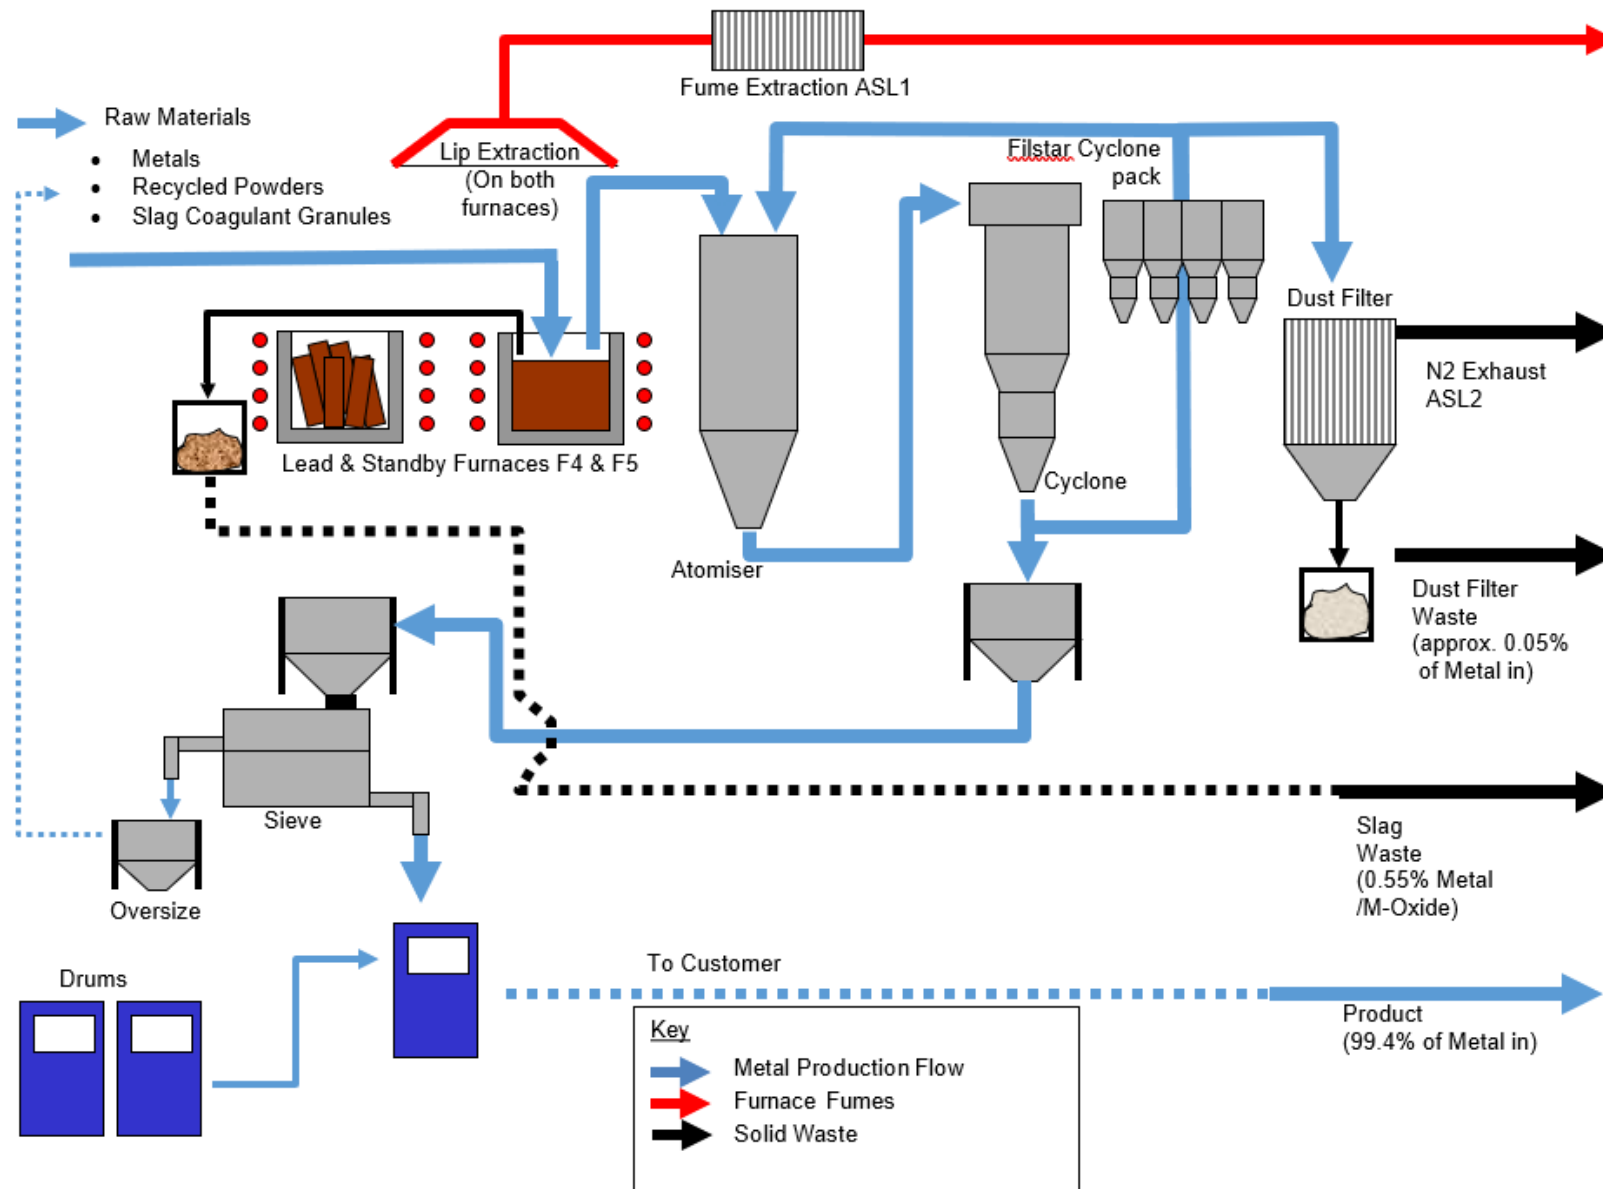 Fume Extraction ASL1
Raw Materials
• Metals
• Recycled Powders
• Slag Coagulant Granules
Lip Extraction
(On both
furnaces)
Filstar Cyclone
pack
Dust Filter
N2 Exhaust
ASL2
Lead & Standby Furnaces F4 & F5
Cyclone
Atomiser
Dust Filter
Waste
(approx. 0.05%
of Metal in)
Sieve
Slag
Waste
(0.55% Metal
/M-Oxide)
Oversize
Drums
To Customer
Product
(99.4% of Metal in)
Key
Metal Production Flow
Furnace Fumes
Solid Waste